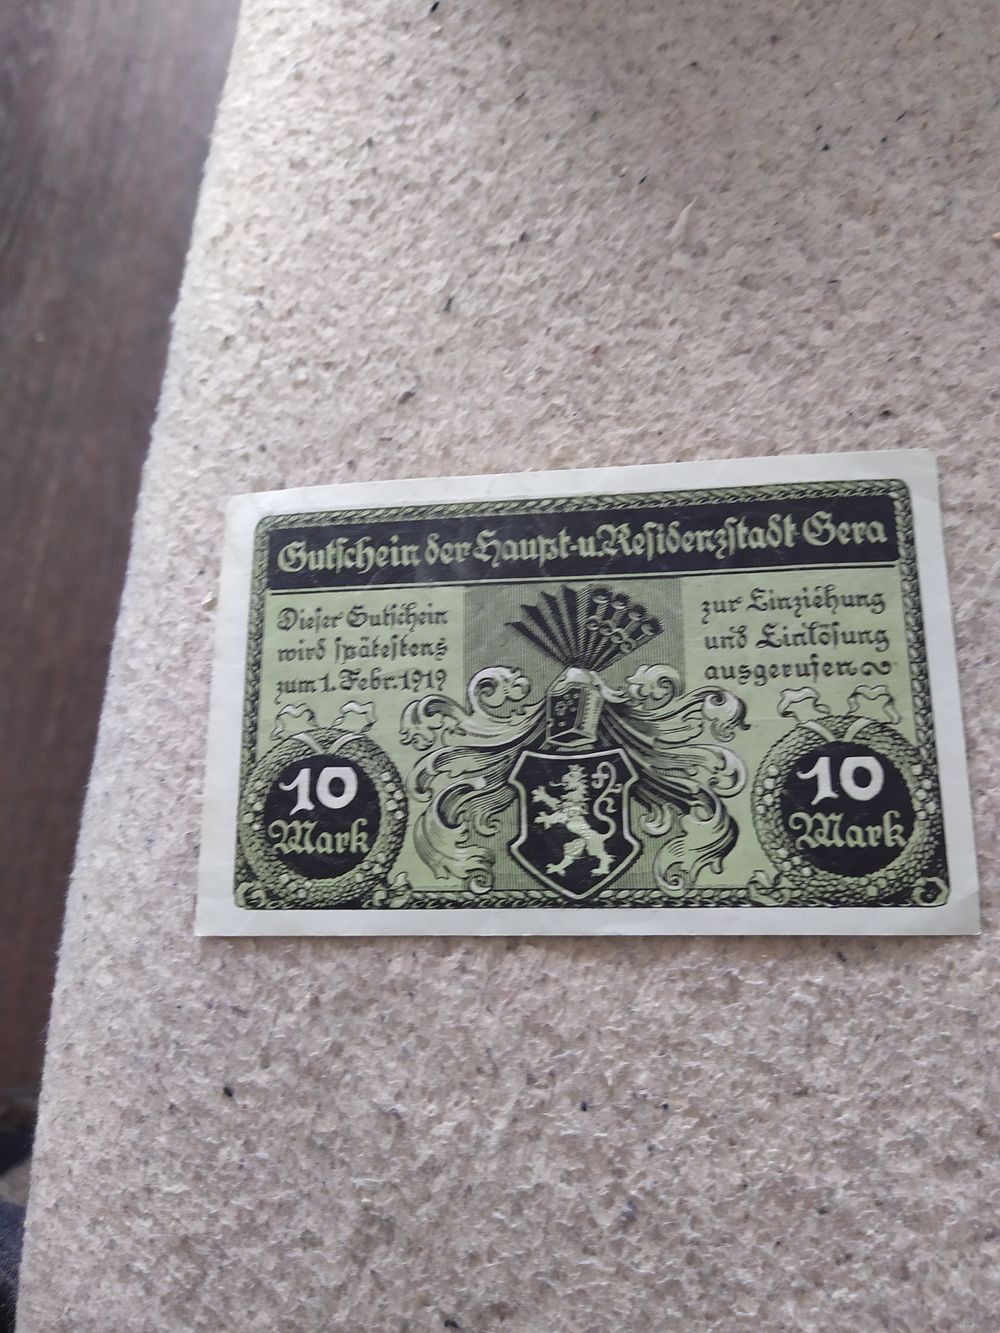 Gutschein der Haupt- u. Residenzstadt Gera
Dieser Gutschein
wird spätestens
zum 1. Febr. 1919
zur Einziehung
und Einlösung
ausgerufen
10
Mark
10
Mark